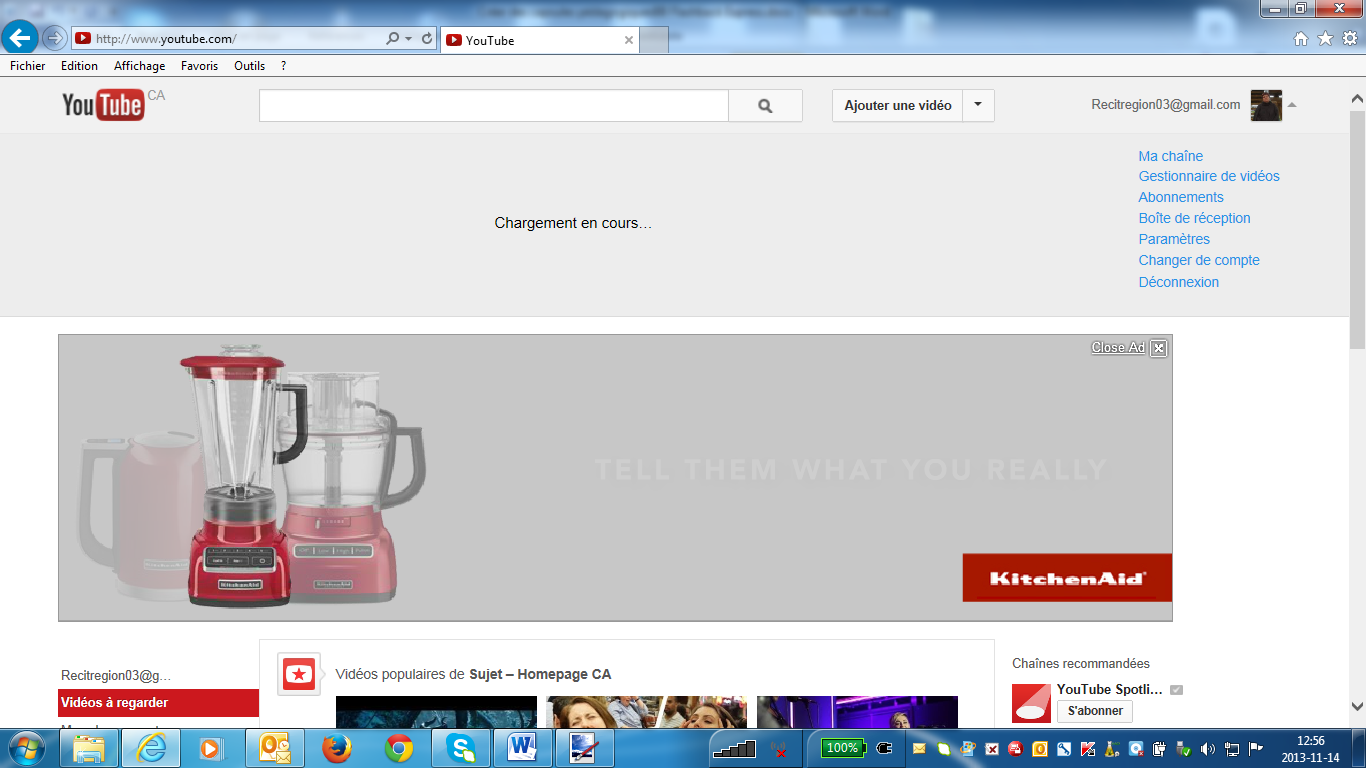 http://www.youtube.com/
YouTube
Fichier Edition Affichage Favoris Outils ?
YouTube CA
Ajouter une vidéo
Recitregion03@gmail.com
Ma chaîne
Gestionnaire de vidéos
Abonnements
Boîte de réception
Paramètres
Changer de compte
Déconnexion
Chargement en cours...
Close Ad
TELL THEM WHAT YOU REALLY
KitchenAid
KitchenAid
KitchenAid
Recitregion03@g...
Vidéos à regarder
Vidéos populaires de Sujet – Homepage CA
Chaînes recommandées
YouTube Spotli...
S'abonner
100%
12:56
2013-11-14